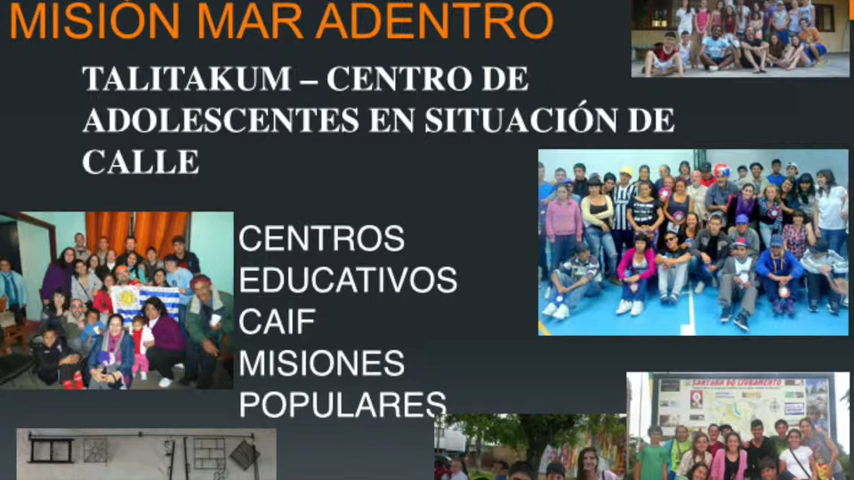 MISIÓN MAR ADENTRO
TALITAKUM – CENTRO DE
ADOLESCENTES EN SITUACIÓN DE
CALLE
CENTROS
EDUCATIVOS
CAIF
MISIONES
POPULARES
SANTANA DO LIVRAMENTO